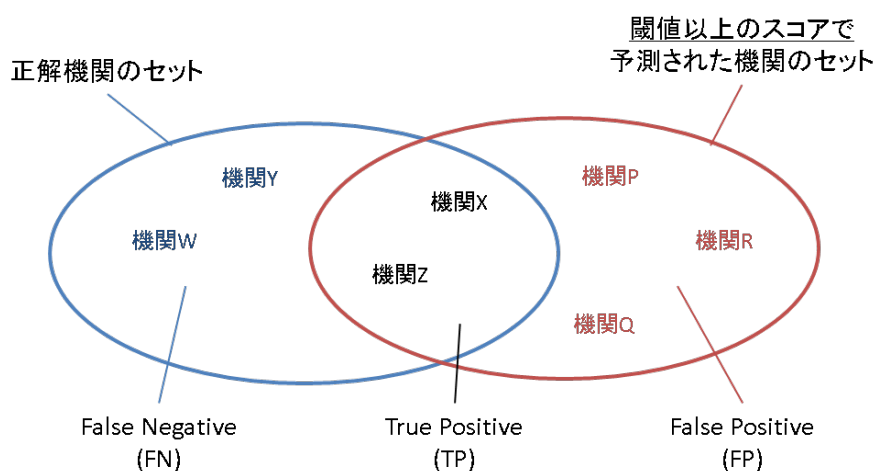 閾値以上のスコアで
予測された機関のセット
正解機関のセット
機関Y
機関P
機関X
機関W
機関R
機関Z
機関Q
False Negative
(FN)
True Positive
(TP)
False Positive
(FP)